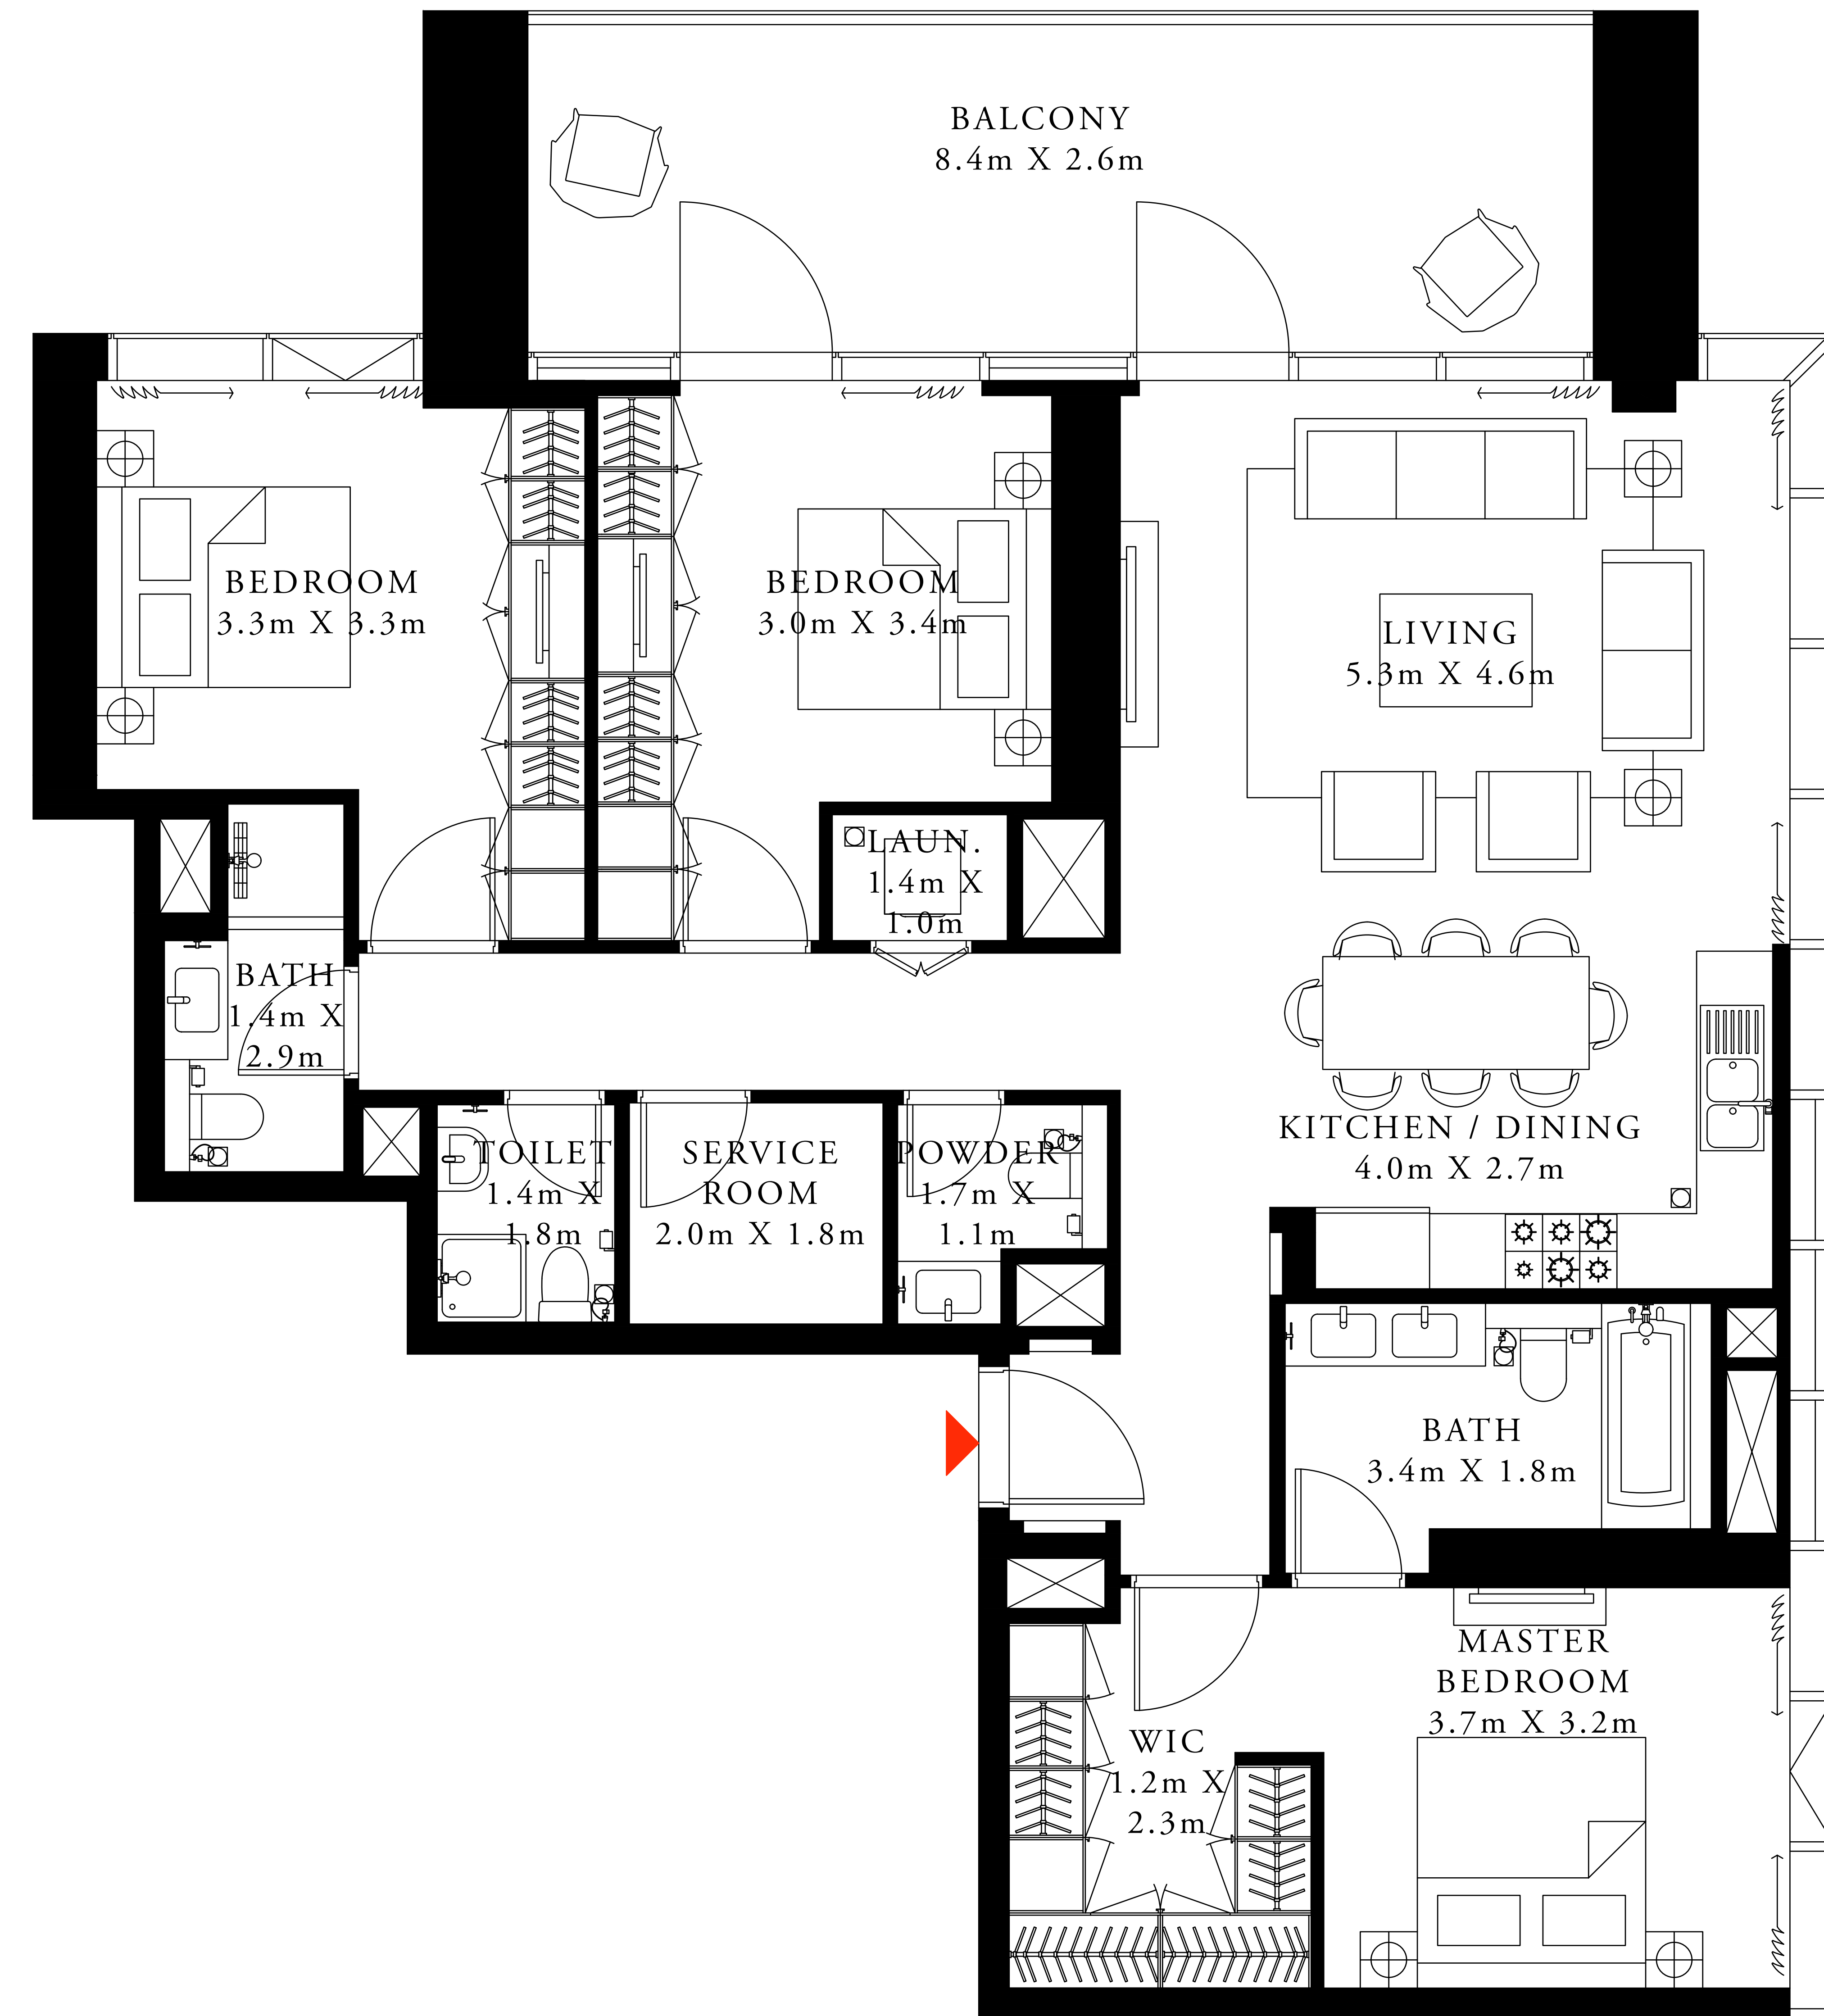 BALCONY
8.4m X 2.6m
BEDROOM
3.3m X 3.3m
BEDROOM
3.0m X 3.4m
LIVING
5.3m X 4.6m
LAUN.
1.4m X
1.0m
BATH
1.4m X
2.9m
KITCHEN / DINING
4.0m X 2.7m
TOILET
1.4m X
1.8m
SERVICE
ROOM
2.0m X 1.8m
POWDER
1.7m X
1.1m
BATH
3.4m X 1.8m
MASTER
BEDROOM
3.7m X 3.2m
WIC
1.2m X
2.3m